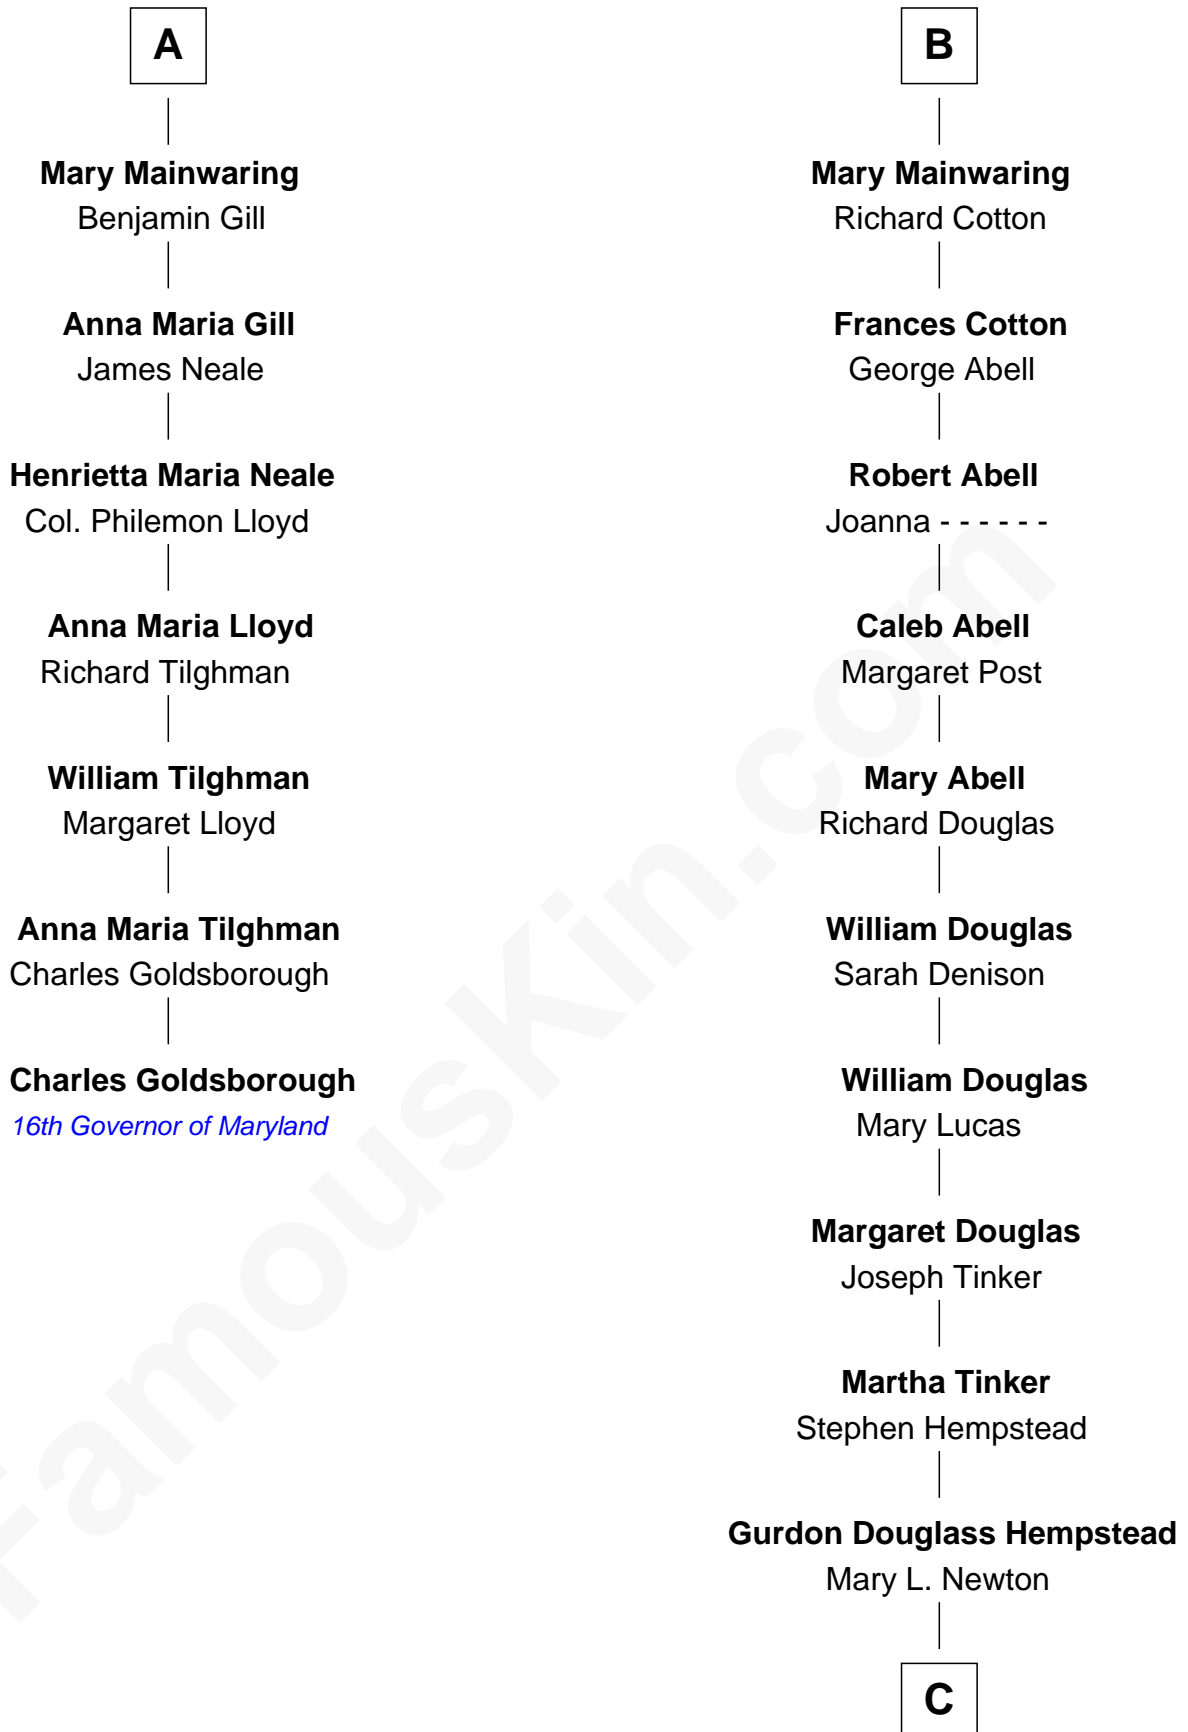 A
Mary Mainwaring
Benjamin Gill
Anna Maria Gill
James Neale
Henrietta Maria Neale
Col. Philemon Lloyd
Anna Maria Lloyd
Richard Tilghman
William Tilghman
Margaret Lloyd
Anna Maria Tilghman
Charles Goldsborough
Charles Goldsborough
16th Governor of Maryland
B
Mary Mainwaring
Richard Cotton
Frances Cotton
George Abell
Robert Abell
Joanna - - - - - -
Caleb Abell
Margaret Post
Mary Abell
Richard Douglas
William Douglas
Sarah Denison
William Douglas
Mary Lucas
Margaret Douglas
Joseph Tinker
Martha Tinker
Stephen Hempstead
Gurdon Douglass Hempstead
Mary L. Newton
C
FamousKin.com